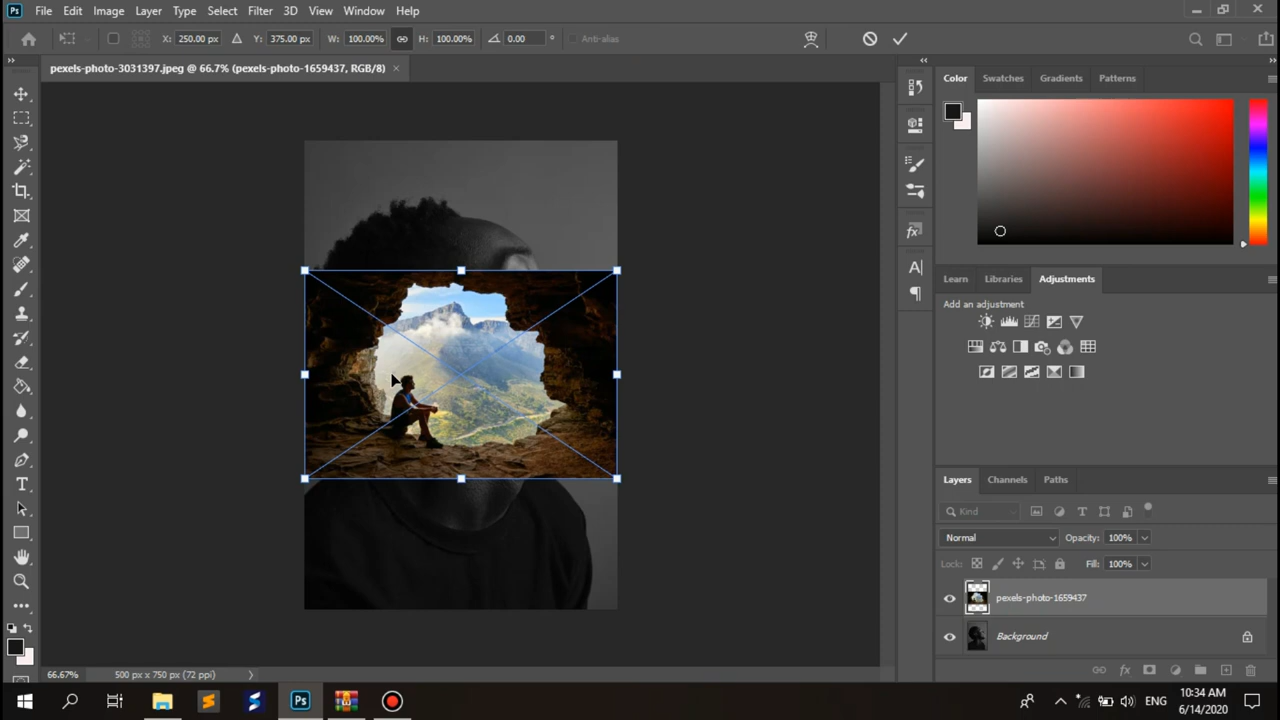 Ps File Edit Image Layer Type Select Filter 3D View Window Help
X: 250.00 px Y: 375.00 px W: 100.00% H: 100.00% 0.00 ° Anti-alias
pexels-photo-3031397.jpeg @ 66.7% (pexels-photo-1659437, RGB/8) ×
Color Swatches Gradients Patterns
Learn Libraries Adjustments
Add an adjustment
Layers Channels Paths
Kind
Normal Opacity: 100%
Lock: Fill: 100%
pexels-photo-1659437
Background
66.67% 500 px x 750 px (72 ppi)
Ps ENG 10:34 AM
6/14/2020